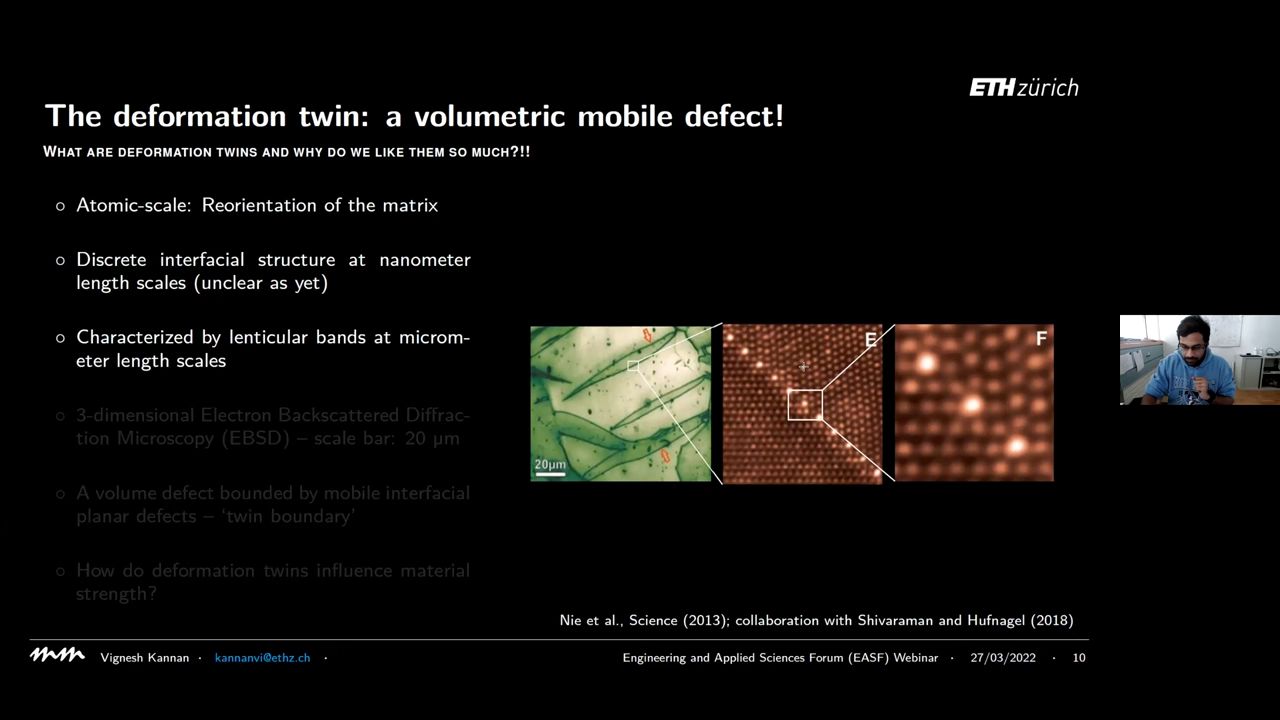 ETH zürich
The deformation twin: a volumetric mobile defect!
WHAT ARE DEFORMATION TWINS AND WHY DO WE LIKE THEM SO MUCH?!!
Atomic-scale: Reorientation of the matrix
Discrete interfacial structure at nanometer
length scales (unclear as yet)
Characterized by lenticular bands at microm-
eter length scales
3-dimensional Electron Backscattered Diffrac-
tion Microscopy (EBSD) – scale bar: 20 μm
A volume defect bounded by mobile interfacial
planar defects – ‘twin boundary’
How do deformation twins influence material
strength?
20μm
E
F
Nie et al., Science (2013); collaboration with Shivaraman and Hufnagel (2018)
Vignesh Kannan · kannanvi@ethz.ch ·
Engineering and Applied Sciences Forum (EASF) Webinar · 27/03/2022 · 10